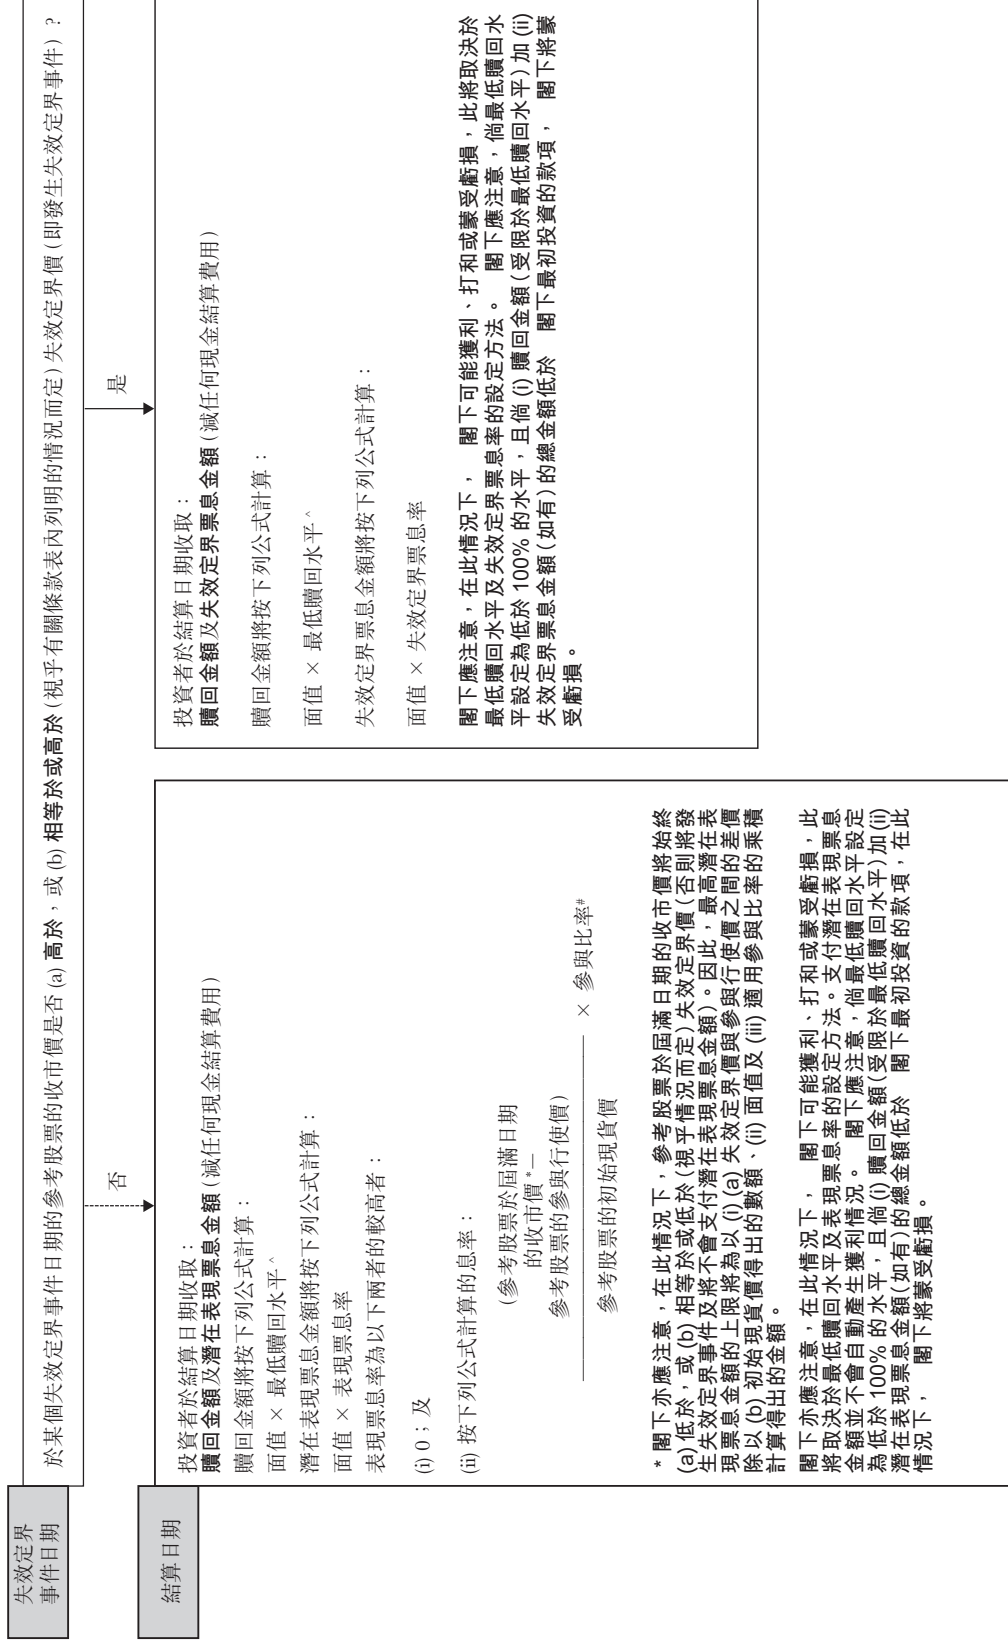 失效定界
事件日期
於某個失效定界事件日期的參考股票的收市價是否 (a) 高於，或 (b) 相等於或高於 (視乎有關條款表內列明的情況而定) 失效定界價 (即發生失效定界事件)？
否
是
結算日期
投資者於結算日期收取：
贖回金額及潛在表現票息金額 (減任何現金結算費用)
贖回金額將按下列公式計算：
面值 × 最低贖回水平^
潛在表現票息金額將按下列公式計算：
面值 × 表現票息率
表現票息率為以下兩者的較高者：
(i) 0；及
(ii) 按下列公式計算的息率：
(參考股票於屆滿日期
的收市價*—
參考股票的參與行使價)
× 參與比率#
參考股票的初始現貨價
* 閣下亦應注意，在此情況下，參考股票於屆滿日期的收市價將始終
(a) 低於，或 (b) 相等於或低於 (視乎情況而定) 失效定界價 (否則將發
生失效定界事件及將不會支付潛在表現票息金額)。因此，最高潛在表
現票息金額的上限將為以 (i) (a) 失效定界價與參與行使價之間的差價
除以 (b) 初始現貨價得出的數額、(ii) 面值及 (iii) 適用參與比率的乘積
計算得出的金額。
閣下亦應注意，在此情況下， 閣下可能獲利、打和或蒙受虧損，此
將取決於最低贖回水平及表現票息率的設定方法。支付潛在表現票息
金額並不會自動產生獲利情況。 閣下應注意，倘最低贖回水平設定
為低於 100% 的水平，且倘(i) 贖回金額(受限於最低贖回水平)加(ii)
潛在表現票息金額(如有)的總金額低於 閣下最初投資的款項，在此
情況下， 閣下將蒙受虧損。
投資者於結算日期收取：
贖回金額及失效定界票息金額 (減任何現金結算費用)
贖回金額將按下列公式計算：
面值 × 最低贖回水平^
失效定界票息金額將按下列公式計算：
面值 × 失效定界票息率
閣下應注意，在此情況下， 閣下可能獲利、打和或蒙受虧損，此將取決於
最低贖回水平及失效定界票息率的設定方法。 閣下應注意，倘最低贖回水
平設定為低於 100% 的水平，且倘 (i) 贖回金額 (受限於最低贖回水平) 加 (ii)
失效定界票息金額 (如有) 的總金額低於 閣下最初投資的款項， 閣下將蒙
受虧損。